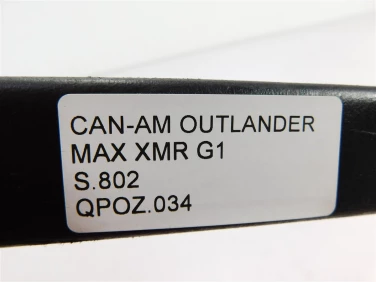 CAN-AM OUTLANDER
MAX XMR G1
S.802
QPOZ.034